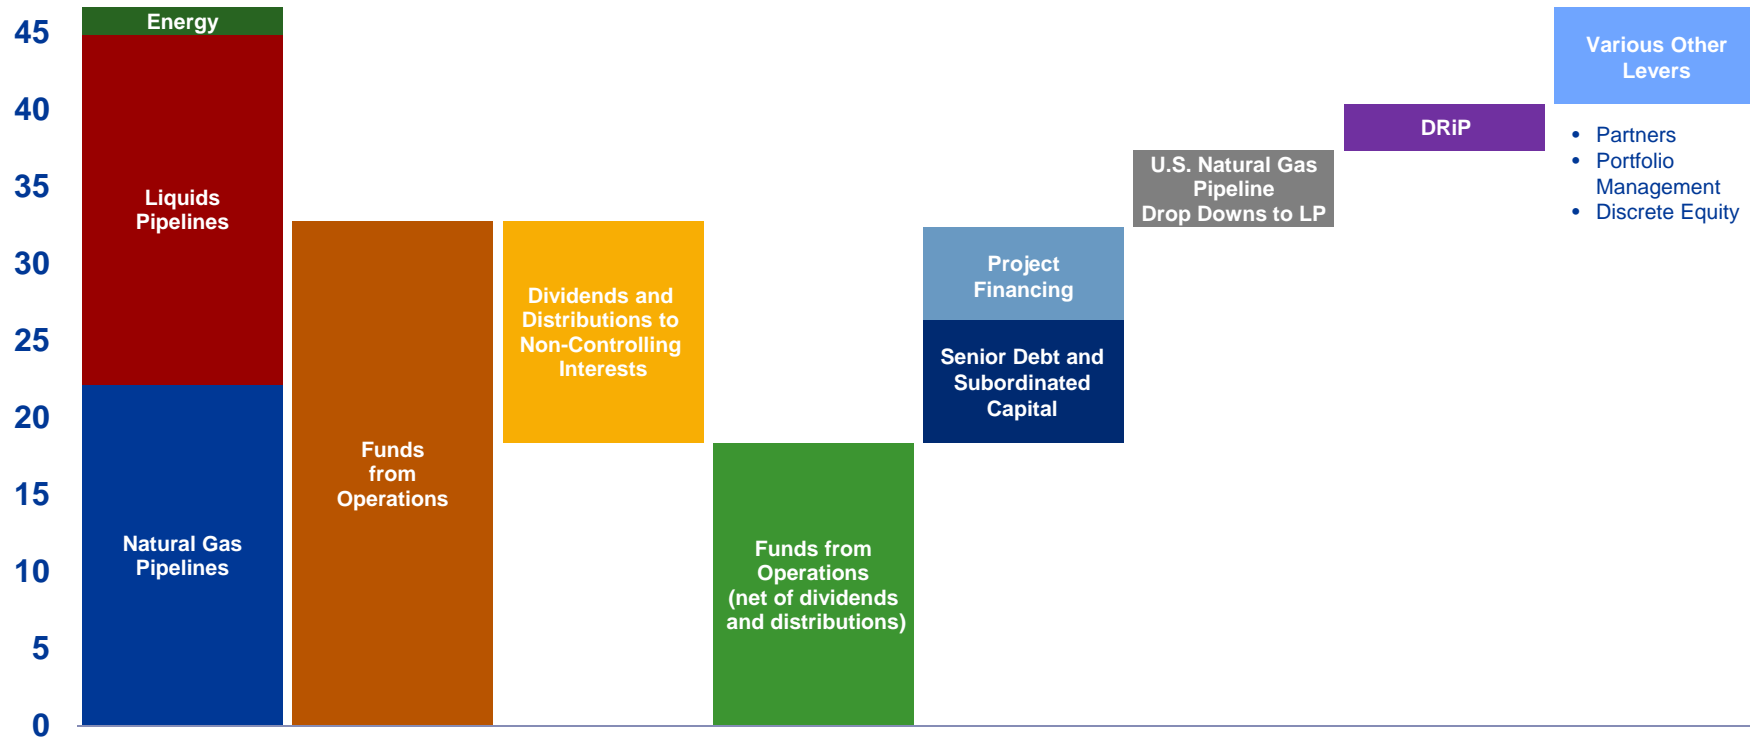 45
40
35
30
25
20
15
10
5
0
Energy
Liquids
Pipelines
Natural Gas
Pipelines
Funds
from
Operations
Dividends and
Distributions to
Non-Controlling
Interests
Funds from
Operations
(net of dividends
and distributions)
Project
Financing
Senior Debt and
Subordinated
Capital
U.S. Natural Gas
Pipeline
Drop Downs to LP
DRiP
Various Other
Levers
• Partners
• Portfolio
Management
• Discrete Equity